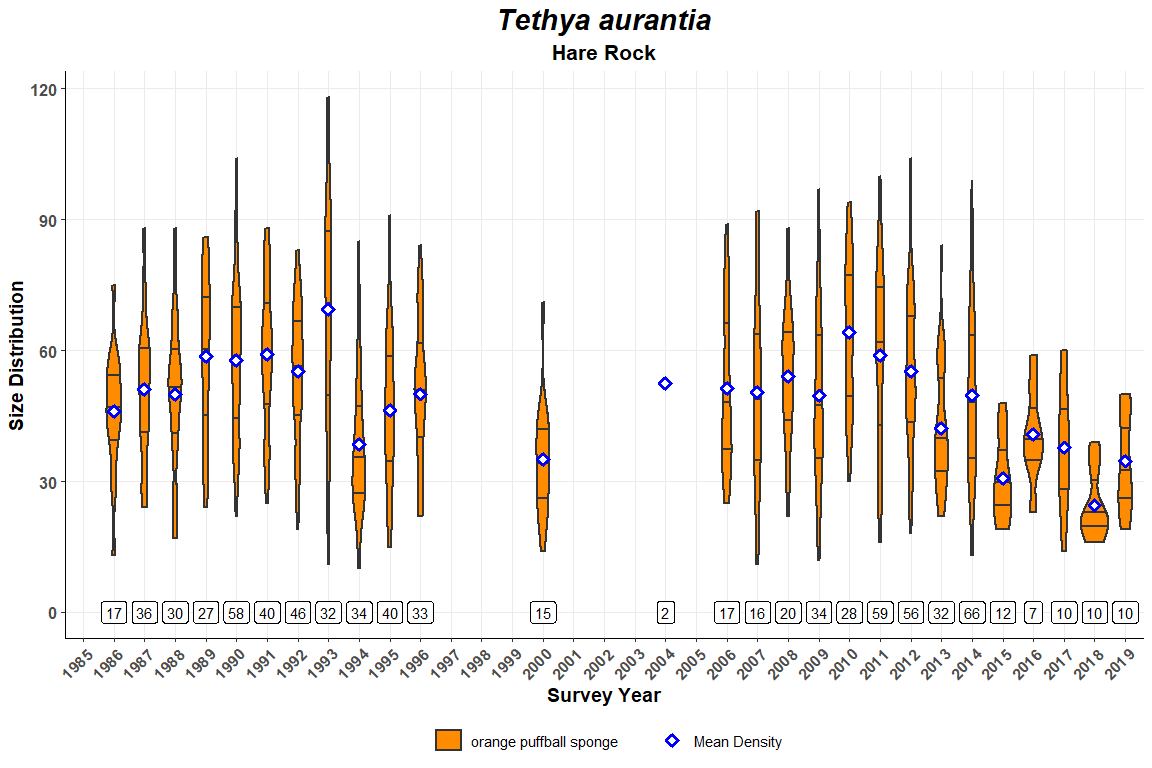 Tethya aurantia
Hare Rock
Size Distribution
120
90
60
30
0
17 36 30 27 58 40 46 32 34 40 33 15 2 17 16 20 34 28 59 56 32 66 12 7 10 10 10
1985 1986 1987 1988 1989 1990 1991 1992 1993 1994 1995 1996 1997 1998 1999 2000 2001 2002 2003 2004 2005 2006 2007 2008 2009 2010 2011 2012 2013 2014 2015 2016 2017 2018 2019
Survey Year
orange puffball sponge Mean Density